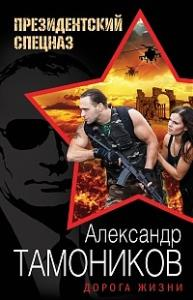 ПРЕЗИДЕНТСКИЙ
СПЕЦНАЗ
Александр
ТАМОНИКОВ
ДОРОГА ЖИЗНИ